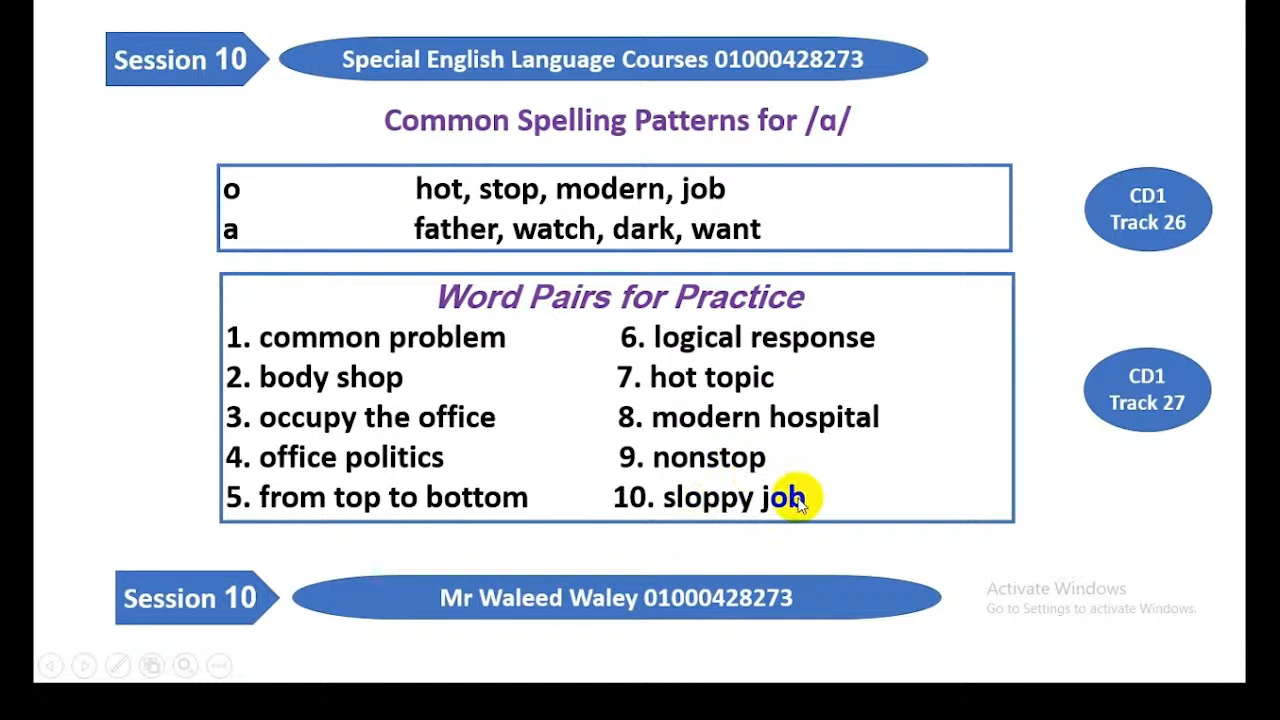 Session 10
Special English Language Courses 01000428273
Common Spelling Patterns for /ɑ/
o hot, stop, modern, job
a father, watch, dark, want
CD1
Track 26
Word Pairs for Practice
1. common problem 6. logical response
2. body shop 7. hot topic
3. occupy the office 8. modern hospital
4. office politics 9. nonstop
5. from top to bottom 10. sloppy job
CD1
Track 27
Session 10
Mr Waleed Waley 01000428273
Activate Windows
Go to Settings to activate Windows.